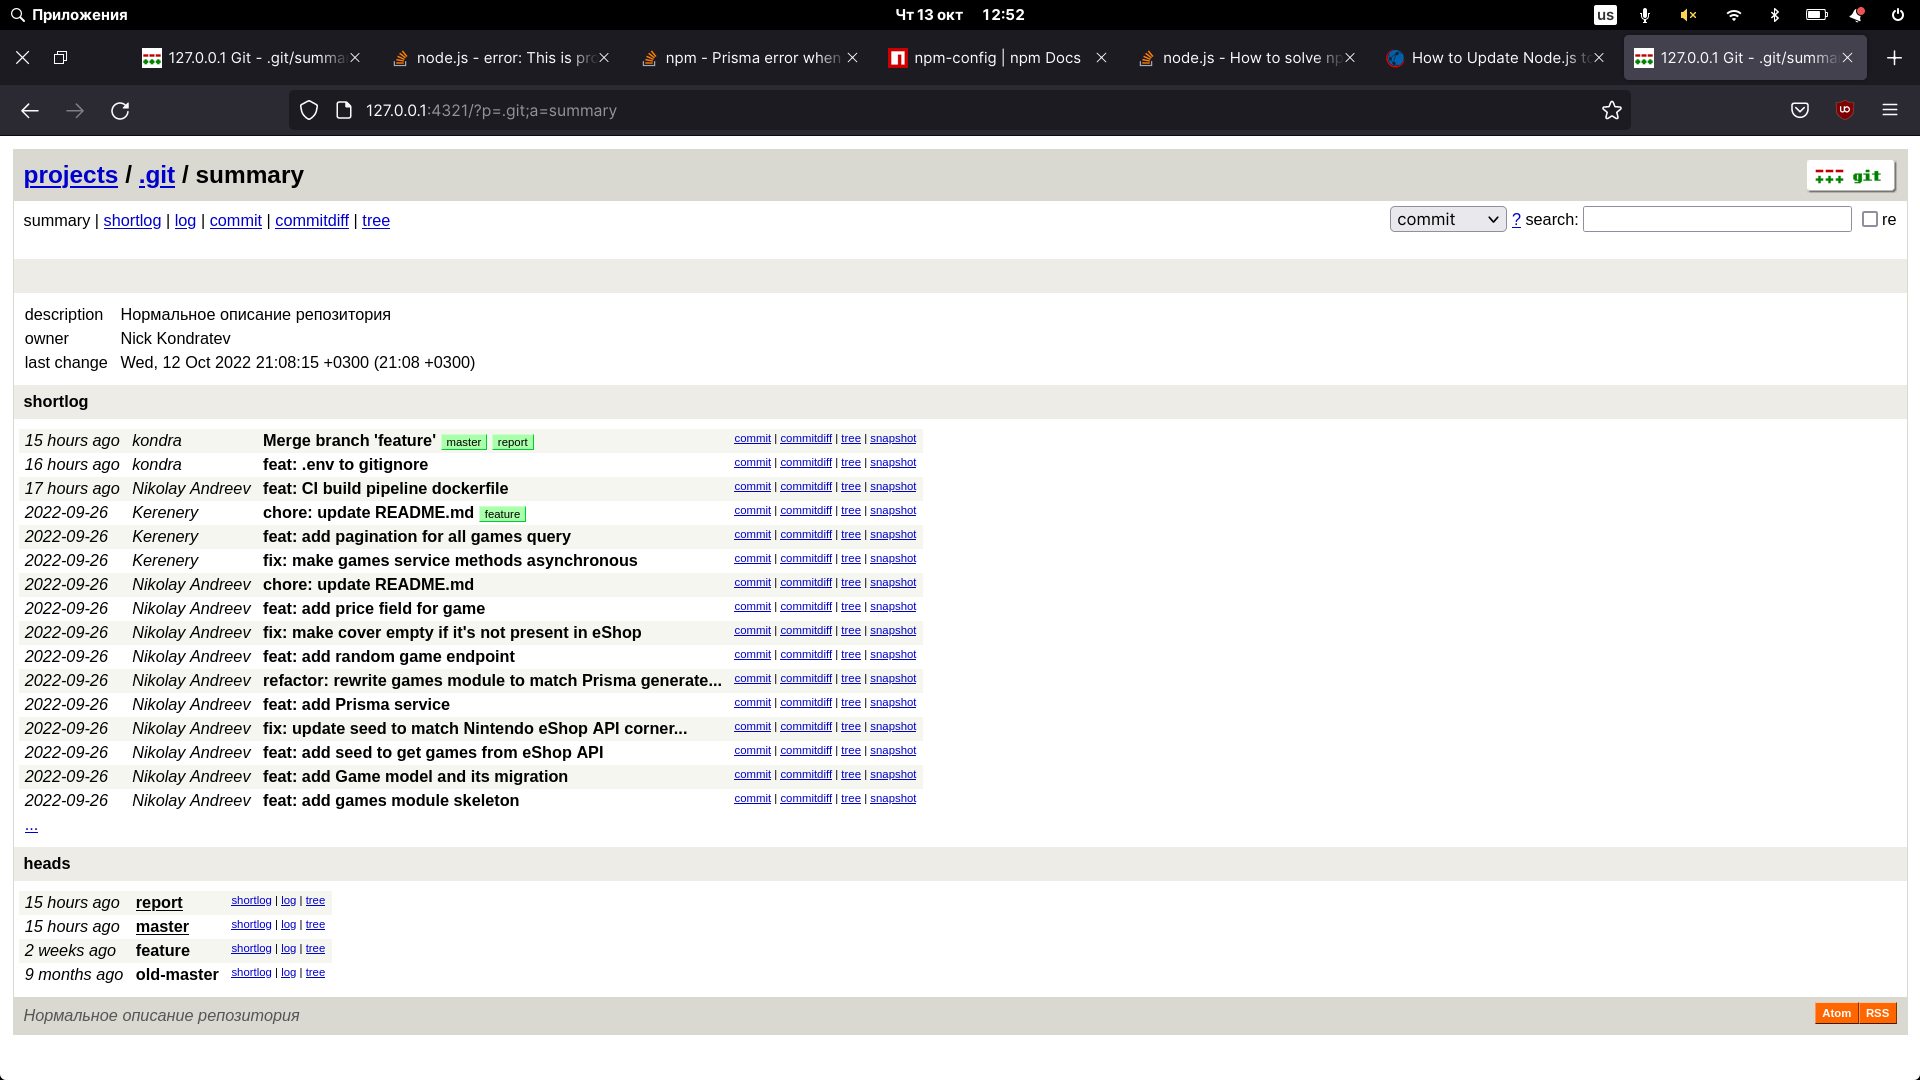 Приложения Чт 13 окт 12:52 us
127.0.0.1 Git - .git/summa node.js - error: This is pro npm - Prisma error when npm-config | npm Docs node.js - How to solve np How to Update Node.js to 127.0.0.1 Git - .git/summa
127.0.0.1:4321/?p=.git;a=summary
projects / .git / summary git
summary | shortlog | log | commit | commitdiff | tree commit ? search: re
description Нормальное описание репозитория
owner Nick Kondratev
last change Wed, 12 Oct 2022 21:08:15 +0300 (21:08 +0300)
shortlog
15 hours ago kondra Merge branch 'feature' master report commit | commitdiff | tree | snapshot
16 hours ago kondra feat: .env to gitignore commit | commitdiff | tree | snapshot
17 hours ago Nikolay Andreev feat: CI build pipeline dockerfile commit | commitdiff | tree | snapshot
2022-09-26 Kerenery chore: update README.md feature commit | commitdiff | tree | snapshot
2022-09-26 Kerenery feat: add pagination for all games query commit | commitdiff | tree | snapshot
2022-09-26 Kerenery fix: make games service methods asynchronous commit | commitdiff | tree | snapshot
2022-09-26 Nikolay Andreev chore: update README.md commit | commitdiff | tree | snapshot
2022-09-26 Nikolay Andreev feat: add price field for game commit | commitdiff | tree | snapshot
2022-09-26 Nikolay Andreev fix: make cover empty if it's not present in eShop commit | commitdiff | tree | snapshot
2022-09-26 Nikolay Andreev feat: add random game endpoint commit | commitdiff | tree | snapshot
2022-09-26 Nikolay Andreev refactor: rewrite games module to match Prisma generate... commit | commitdiff | tree | snapshot
2022-09-26 Nikolay Andreev feat: add Prisma service commit | commitdiff | tree | snapshot
2022-09-26 Nikolay Andreev fix: update seed to match Nintendo eShop API corner... commit | commitdiff | tree | snapshot
2022-09-26 Nikolay Andreev feat: add seed to get games from eShop API commit | commitdiff | tree | snapshot
2022-09-26 Nikolay Andreev feat: add Game model and its migration commit | commitdiff | tree | snapshot
2022-09-26 Nikolay Andreev feat: add games module skeleton commit | commitdiff | tree | snapshot
...
heads
15 hours ago report shortlog | log | tree
15 hours ago master shortlog | log | tree
2 weeks ago feature shortlog | log | tree
9 months ago old-master shortlog | log | tree
Нормальное описание репозитория Atom RSS